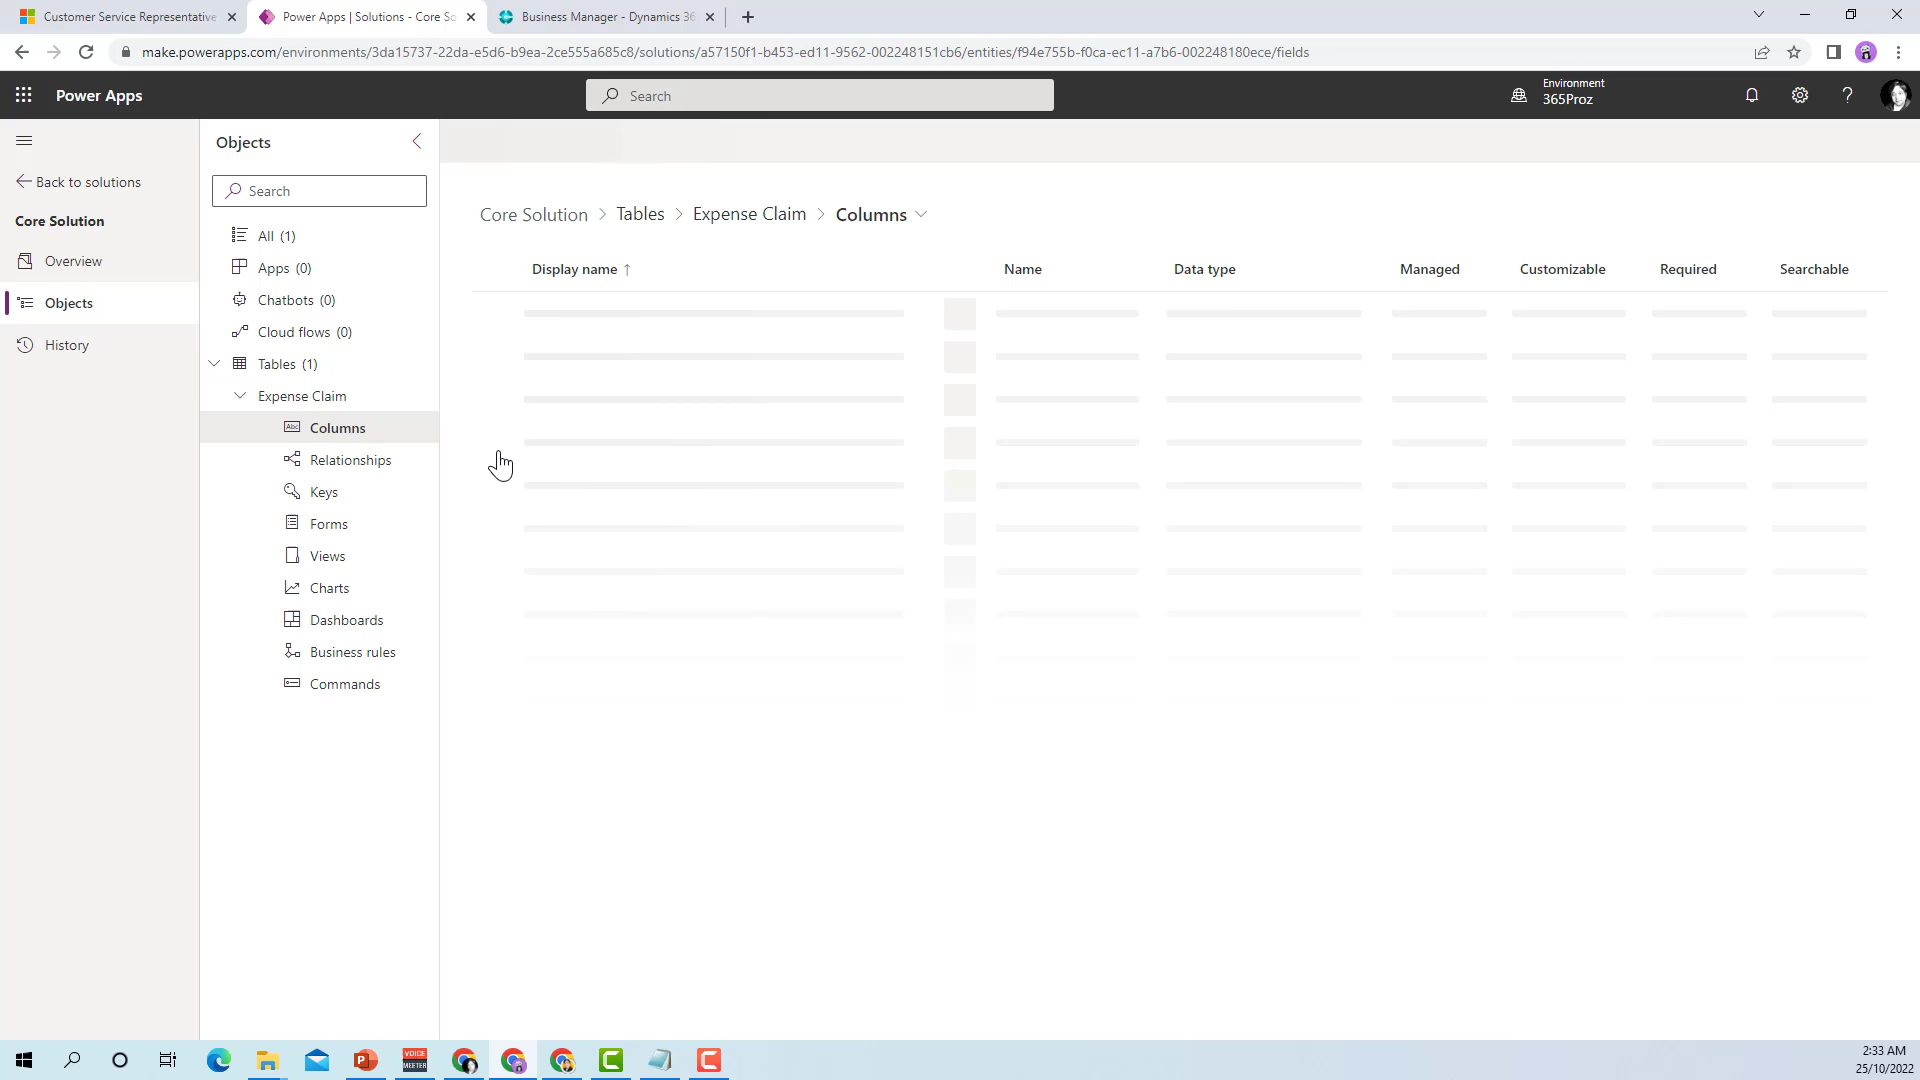 Customer Service Representative
Power Apps | Solutions - Core So
Business Manager - Dynamics 36
make.powerapps.com/environments/3da15737-22da-e5d6-b9ea-2ce555a685c8/solutions/a57150f1-b453-ed11-9562-002248151cb6/entities/f94e755b-f0ca-ec11-a7b6-002248180ece/fields
Power Apps
Search
Environment
365Proz
Back to solutions
Core Solution
Overview
Objects
History
Objects
Search
All (1)
Apps (0)
Chatbots (0)
Cloud flows (0)
Tables (1)
Expense Claim
Abc Columns
Relationships
Keys
Forms
Views
Charts
Dashboards
Business rules
Commands
Core Solution > Tables > Expense Claim > Columns
Display name ↑ Name Data type Managed Customizable Required Searchable
VOICE
MEETER
2:33 AM
25/10/2022